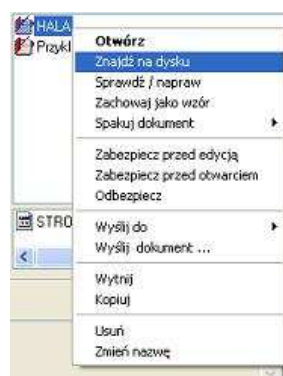 HALA
Przykł
Otwórz
Znajdź na dysku
Sprawdź / napraw
Zachowaj jako wzór
Spakuj dokument
Zabezpiecz przed edycją
Zabezpiecz przed otwarciem
Odbezpiecz
STRO
Wyślij do
Wyślij dokument ...
Wytnij
Kopiuj
Usuń
Zmień nazwę